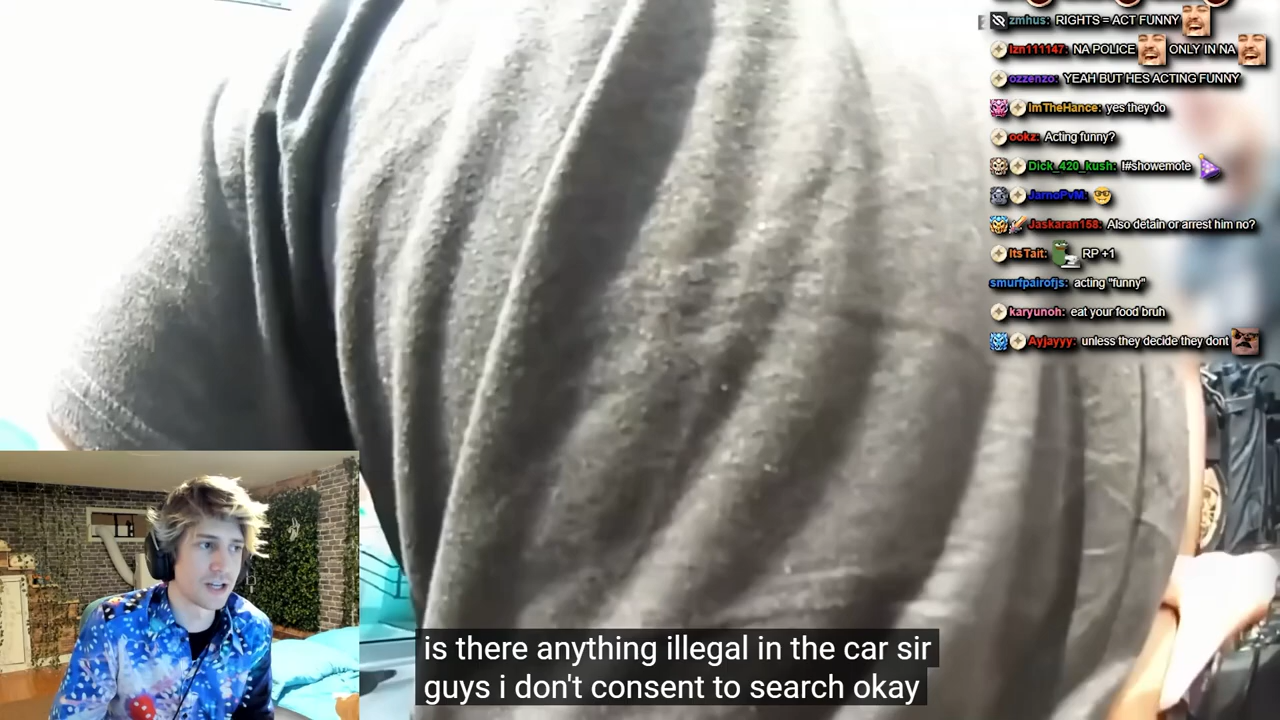 zmhus: RIGHTS = ACT FUNNY
lzn111147: NA POLICE ONLY IN NA
ozzenzo: YEAH BUT HES ACTING FUNNY
ImTheHance: yes they do
ookz: Acting funny?
Dick_420_kush: !#showemote
JarnoPvM:
Jaskaran158: Also detain or arrest him no?
ItsTait: RP +1
smurfpairofjs: acting "funny"
karyunoh: eat your food bruh
Ayjayyy: unless they decide they dont
is there anything illegal in the car sir
guys i don't consent to search okay